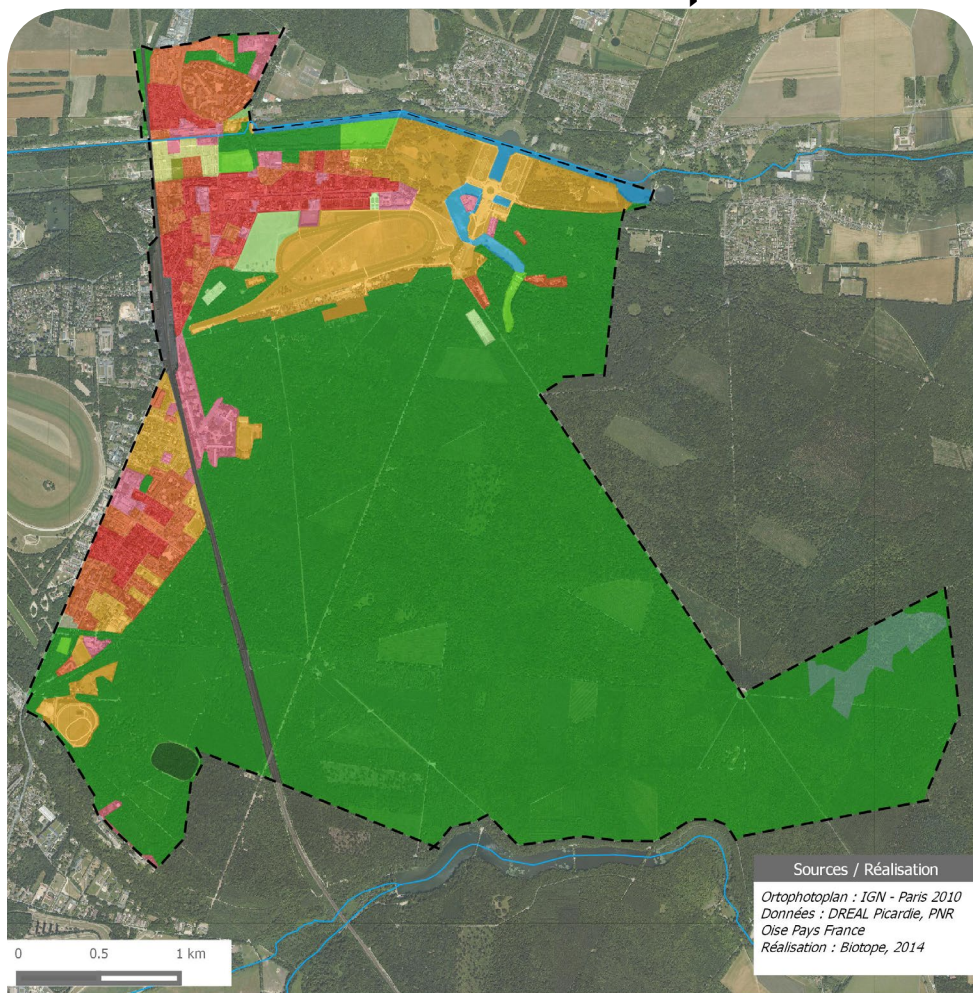 Sources / Réalisation
Ortophotoplan : IGN - Paris 2010
Données : DREAL Picardie, PNR
Oise Pays France
Réalisation : Biotope, 2014
0 0.5 1 km